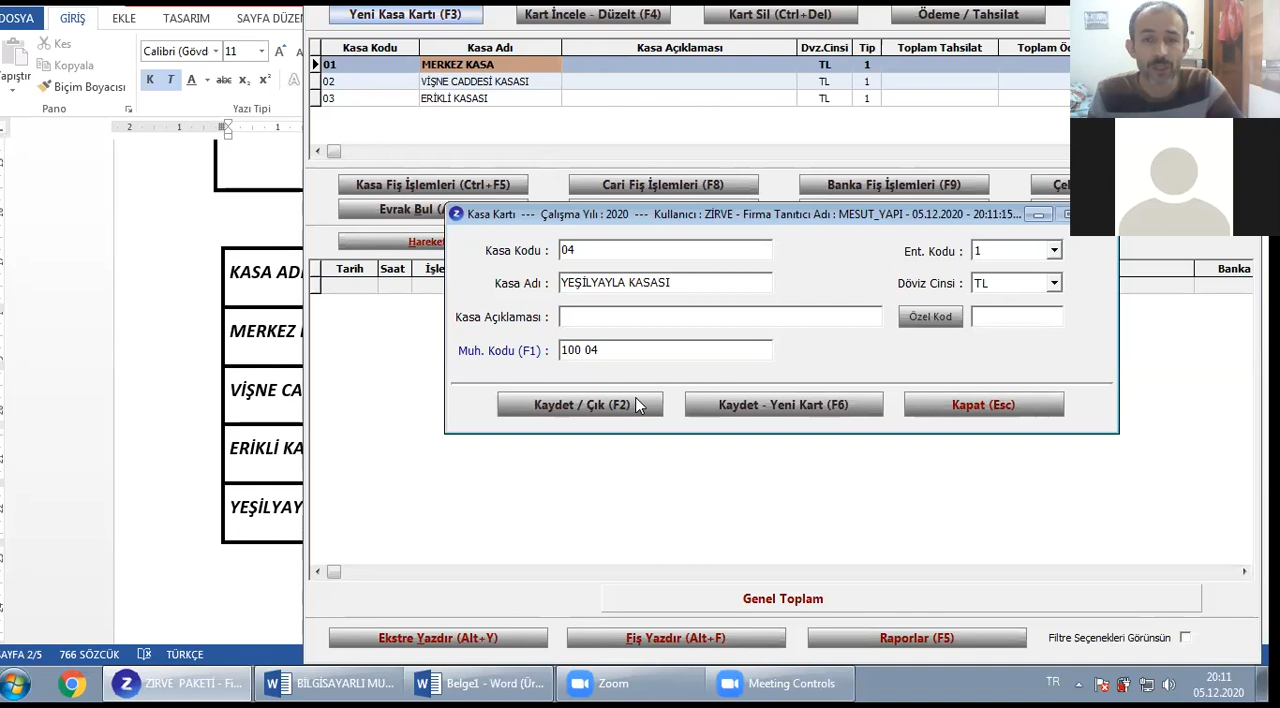 DOSYA GİRİŞ EKLE TASARIM SAYFA DÜZEN
Kes
Kopyala
Biçim Boyacısı
Yapıştır
Pano
Calibri (Gövd 11
K T A abc X₂ X²
Yazı Tipi
2 1 1
Yeni Kasa Kartı (F3) Kart İncele - Düzelt (F4) Kart Sil (Ctrl+Del) Ödeme / Tahsilat
Kasa Kodu Kasa Adı Kasa Açıklaması Dvz.Cinsi Tip Toplam Tahsilat Toplam Öd
01 MERKEZ KASA TL 1
02 VİŞNE CADDESİ KASASI TL 1
03 ERİKLİ KASASI TL 1
Kasa Fiş İşlemleri (Ctrl+F5) Cari Fiş İşlemleri (F8) Banka Fiş İşlemleri (F9) Çel
Evrak Bul (A
Hareket
Tarih Saat İşle Banka
Kasa Kartı --- Çalışma Yılı : 2020 --- Kullanıcı : ZİRVE - Firma Tanıtici Adı : MESUT_YAPI - 05.12.2020 - 20:11:15...
Kasa Kodu : 04 Ent. Kodu : 1
Kasa Adı : YEŞİLYAYLA KASASI Döviz Cinsi : TL
Kasa Açıklaması : Özel Kod
Muh. Kodu (F1) : 100 04
Kaydet / Çık (F2) Kaydet - Yeni Kart (F6) Kapat (Esc)
KASA ADI
MERKEZ
VİŞNE CA
ERİKLİ KA
YEŞİLYAY
Genel Toplam
Ekstre Yazdır (Alt+Y) Fiş Yazdır (Alt+F) Raporlar (F5) Filtre Seçenekleri Görünsün
SAYFA 2/5 766 SÖZCÜK TÜRKÇE
ZİRVE PAKETİ - Fi... BİLGİSAYARLI MU... Belge1 - Word (Ür... Zoom Meeting Controls TR 20:11
05.12.2020